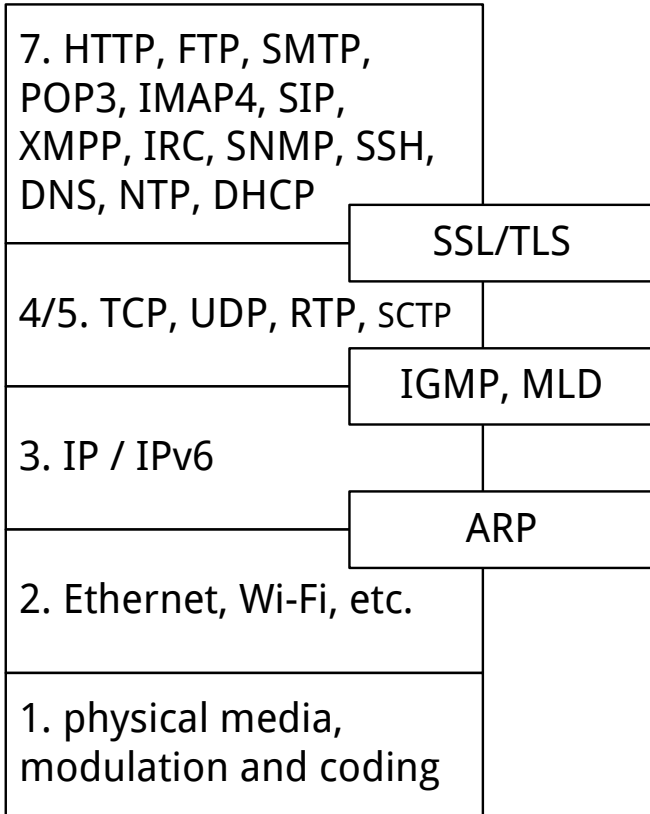 7. HTTP, FTP, SMTP,
POP3, IMAP4, SIP,
XMPP, IRC, SNMP, SSH,
DNS, NTP, DHCP
SSL/TLS
4/5. TCP, UDP, RTP, SCTP
IGMP, MLD
3. IP / IPv6
ARP
2. Ethernet, Wi-Fi, etc.
1. physical media,
modulation and coding